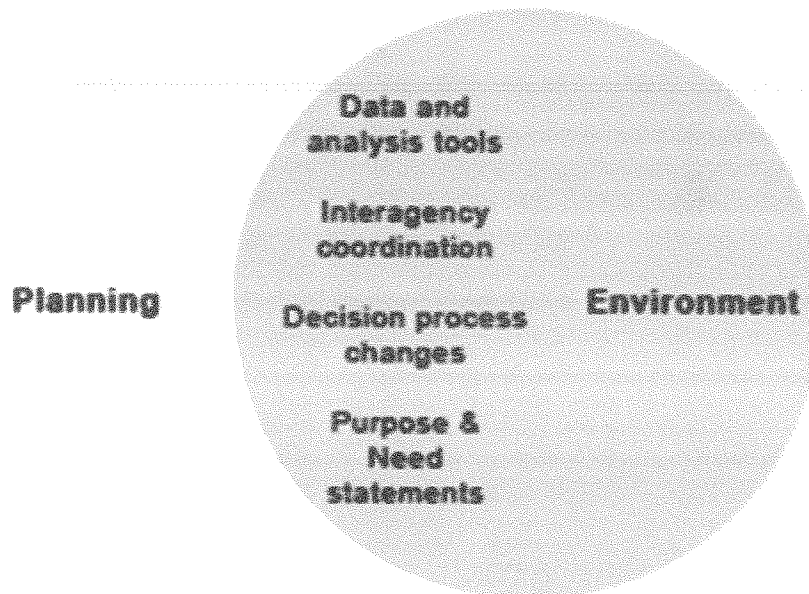 Data and
analysis tools
Interagency
coordination
Planning
Environment
Decision process
changes
Purpose &
Need
statements